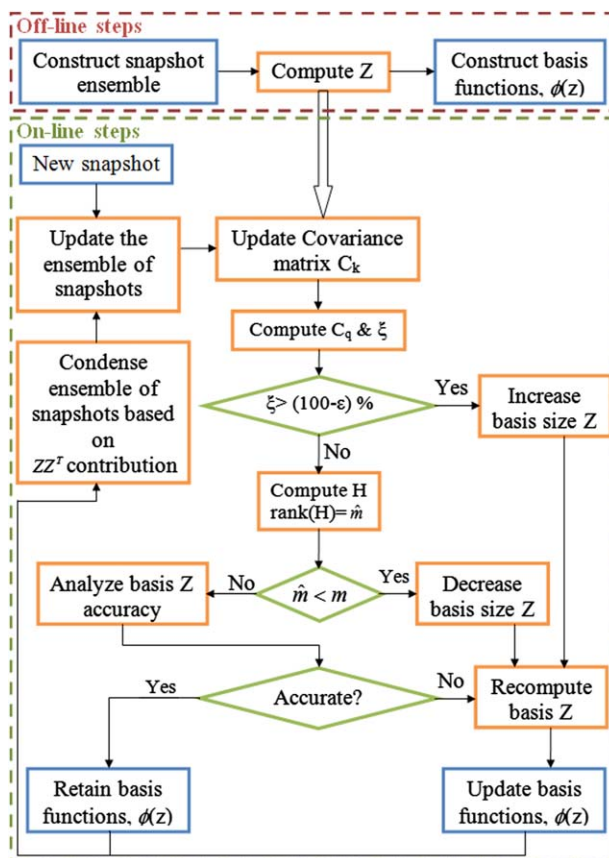 Off-line steps
Construct snapshot
ensemble
Compute Z
Construct basis
functions, ϕ(z)
On-line steps
New snapshot
Update the
ensemble of
snapshots
Update Covariance
matrix Cₖ
Compute C_q & ξ
Condense
ensemble of
snapshots based
on
ZZᵀ contribution
ξ> (100-ε) %
Yes
Increase
basis size Z
No
Compute H
rank(H)= m̂
Analyze basis Z
accuracy
No
m̂ < m
Yes
Decrease
basis size Z
Yes
Accurate?
No
Recompute
basis Z
Retain basis
functions, ϕ(z)
Update basis
functions, ϕ(z)